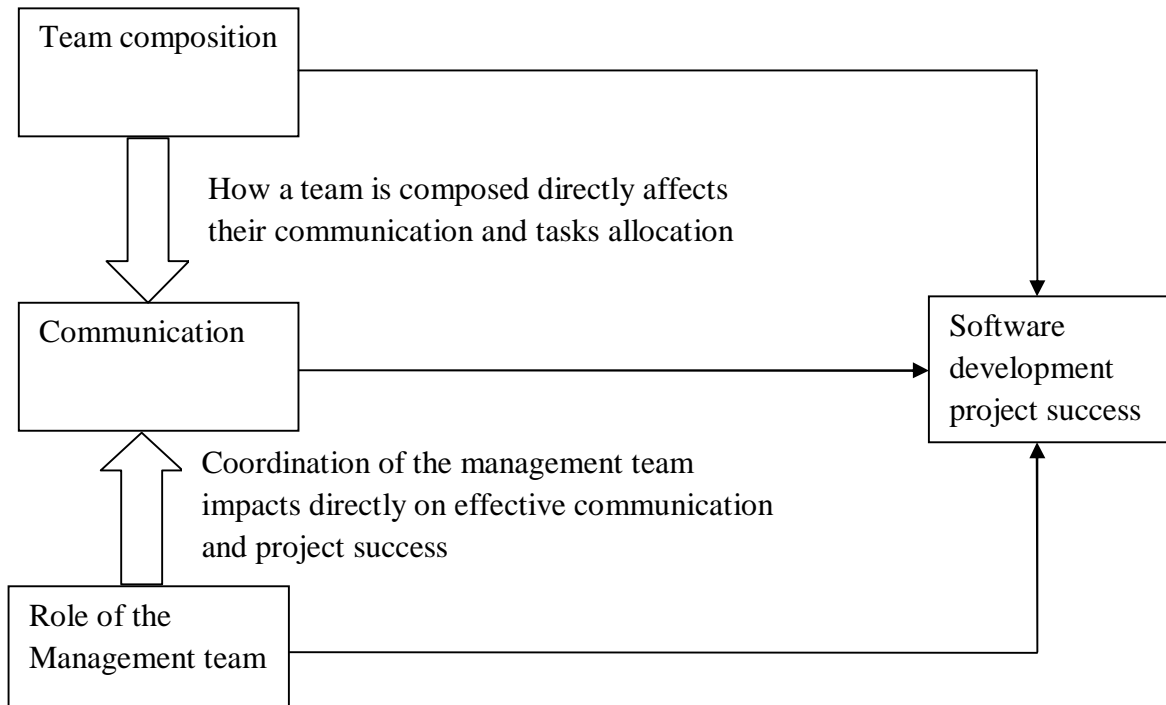 Team composition
How a team is composed directly affects
their communication and tasks allocation
Communication
Software
development
project success
Coordination of the management team
impacts directly on effective communication
and project success
Role of the
Management team